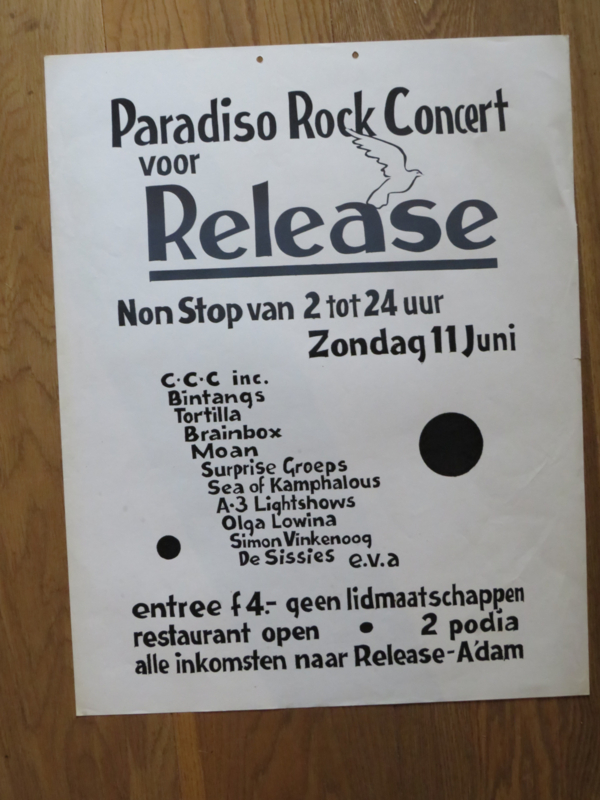 Paradiso Rock Concert
voor
Release
Non Stop van 2 tot 24 uur
Zondag 11 Juni
C·C·C inc.
Bintangs
Tortilla
Brainbox
Moan
Surprise Groeps
Sea of Kamphalous
A·3 Lightshows
Olga Lowina
Simon Vinkenoog
De Sissies e.v.a
entree f 4.- geen lidmaatschappen
restaurant open • 2 podia
alle inkomsten naar Release-A'dam